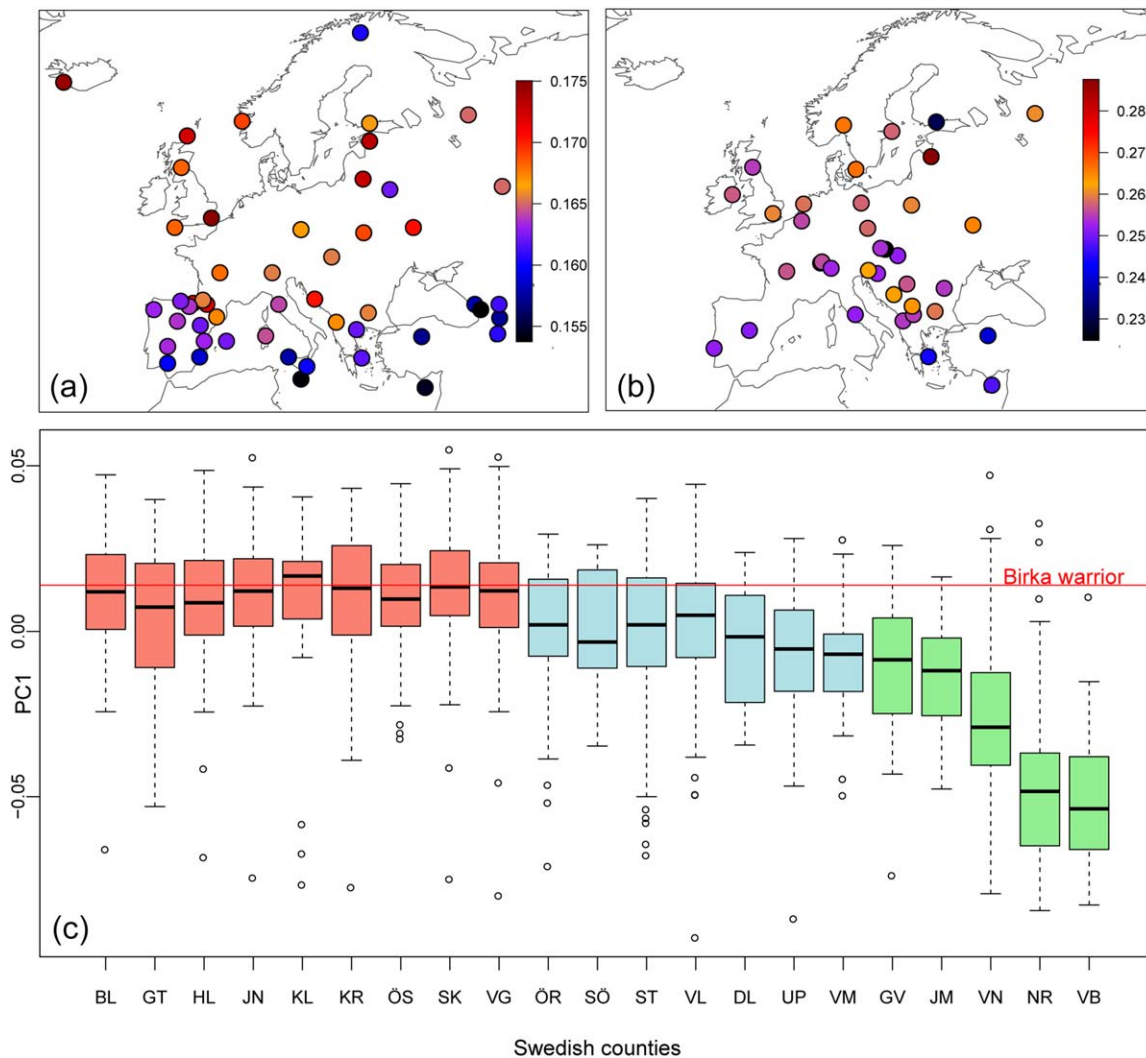 0.175
0.170
0.165
0.160
0.155
(a)
0.28
0.27
0.26
0.25
0.24
0.23
(b)
0.05
0.00
−0.05
PC1
Birka warrior
(c)
BL GT HL JN KL KR ÖS SK VG ÖR SÖ ST VL DL UP VM GV JM VN NR VB
Swedish counties